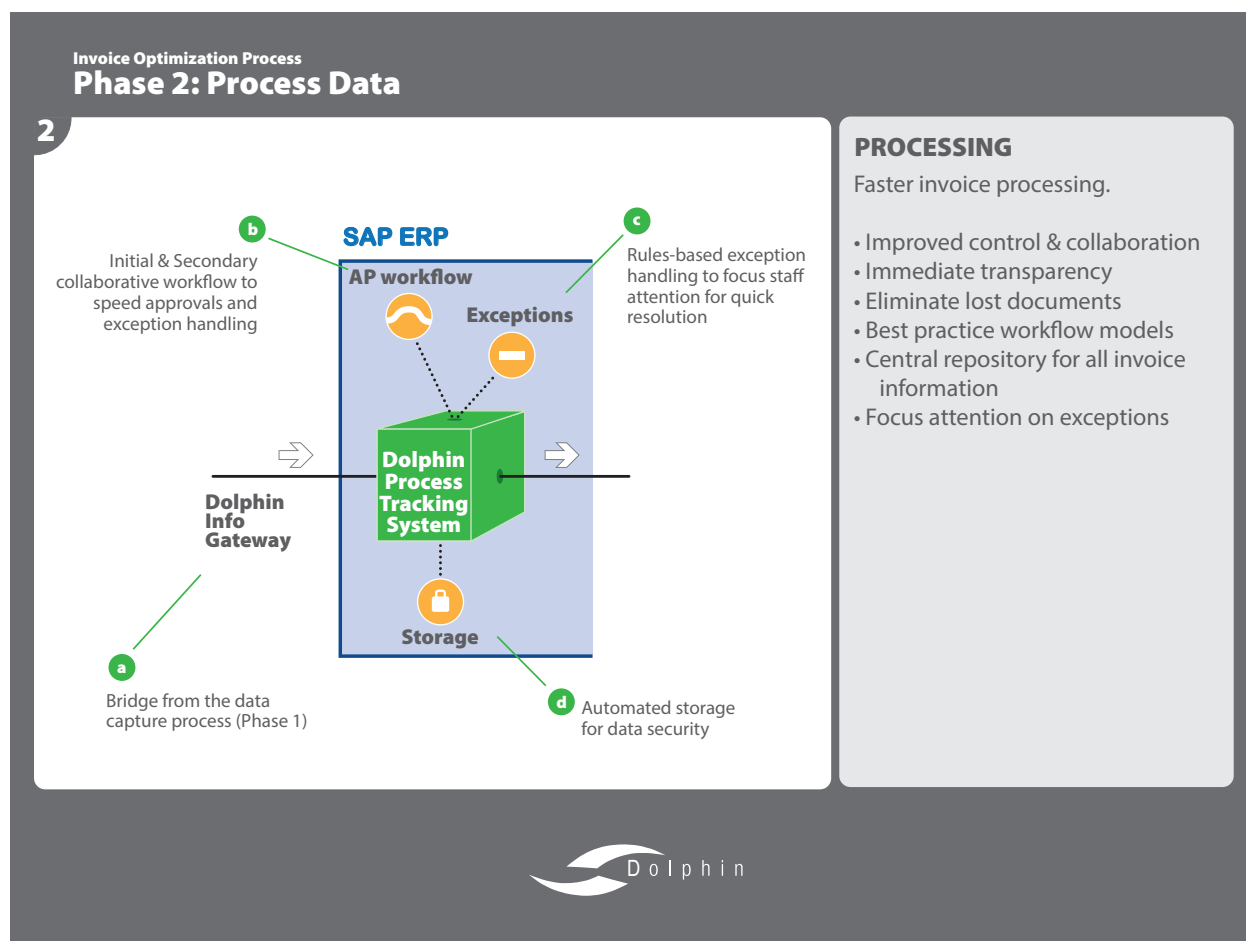 Invoice Optimization Process
Phase 2: Process Data
2
b
Initial & Secondary
collaborative workflow to
speed approvals and
exception handling
SAP ERP
AP workflow
Exceptions
c
Rules-based exception
handling to focus staff
attention for quick
resolution
Dolphin
Process
Tracking
System
Dolphin
Info
Gateway
Storage
a
Bridge from the data
capture process (Phase 1)
d
Automated storage
for data security
PROCESSING
Faster invoice processing.
• Improved control & collaboration
• Immediate transparency
• Eliminate lost documents
• Best practice workflow models
• Central repository for all invoice
information
• Focus attention on exceptions
Dolphin